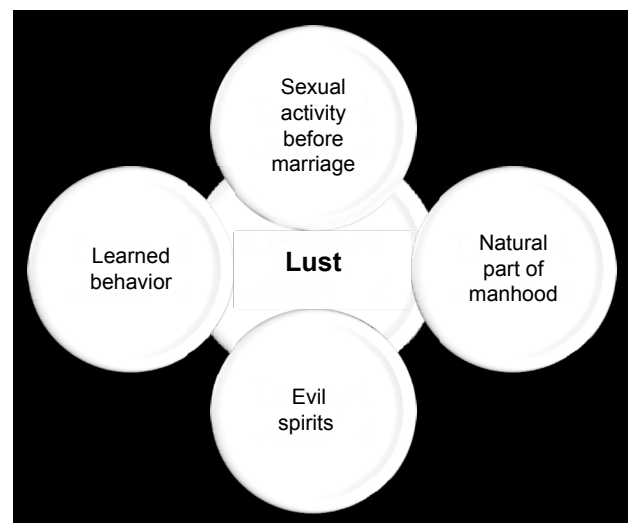 Sexual
activity
before
marriage
Learned
behavior
Lust
Natural
part of
manhood
Evil
spirits